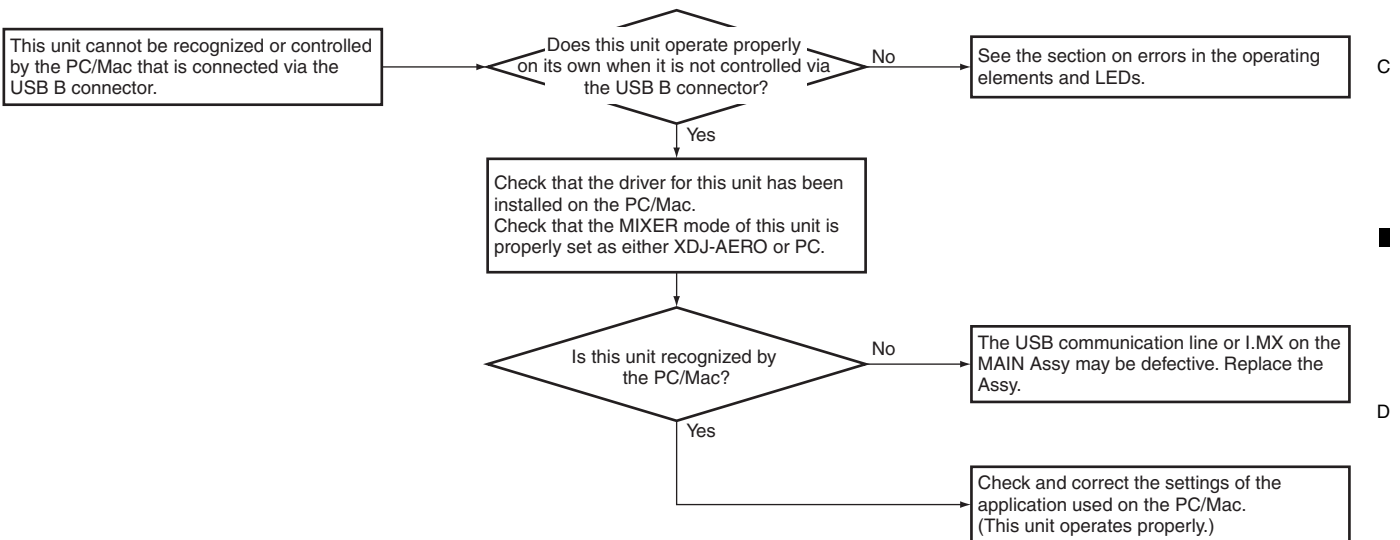 This unit cannot be recognized or controlled
by the PC/Mac that is connected via the
USB B connector.
Does this unit operate properly
on its own when it is not controlled via
the USB B connector?
No
See the section on errors in the operating
elements and LEDs.
C
Yes
Check that the driver for this unit has been
installed on the PC/Mac.
Check that the MIXER mode of this unit is
properly set as either XDJ-AERO or PC.
Is this unit recognized by
the PC/Mac?
No
The USB communication line or I.MX on the
MAIN Assy may be defective. Replace the
Assy.
D
Yes
Check and correct the settings of the
application used on the PC/Mac.
(This unit operates properly.)